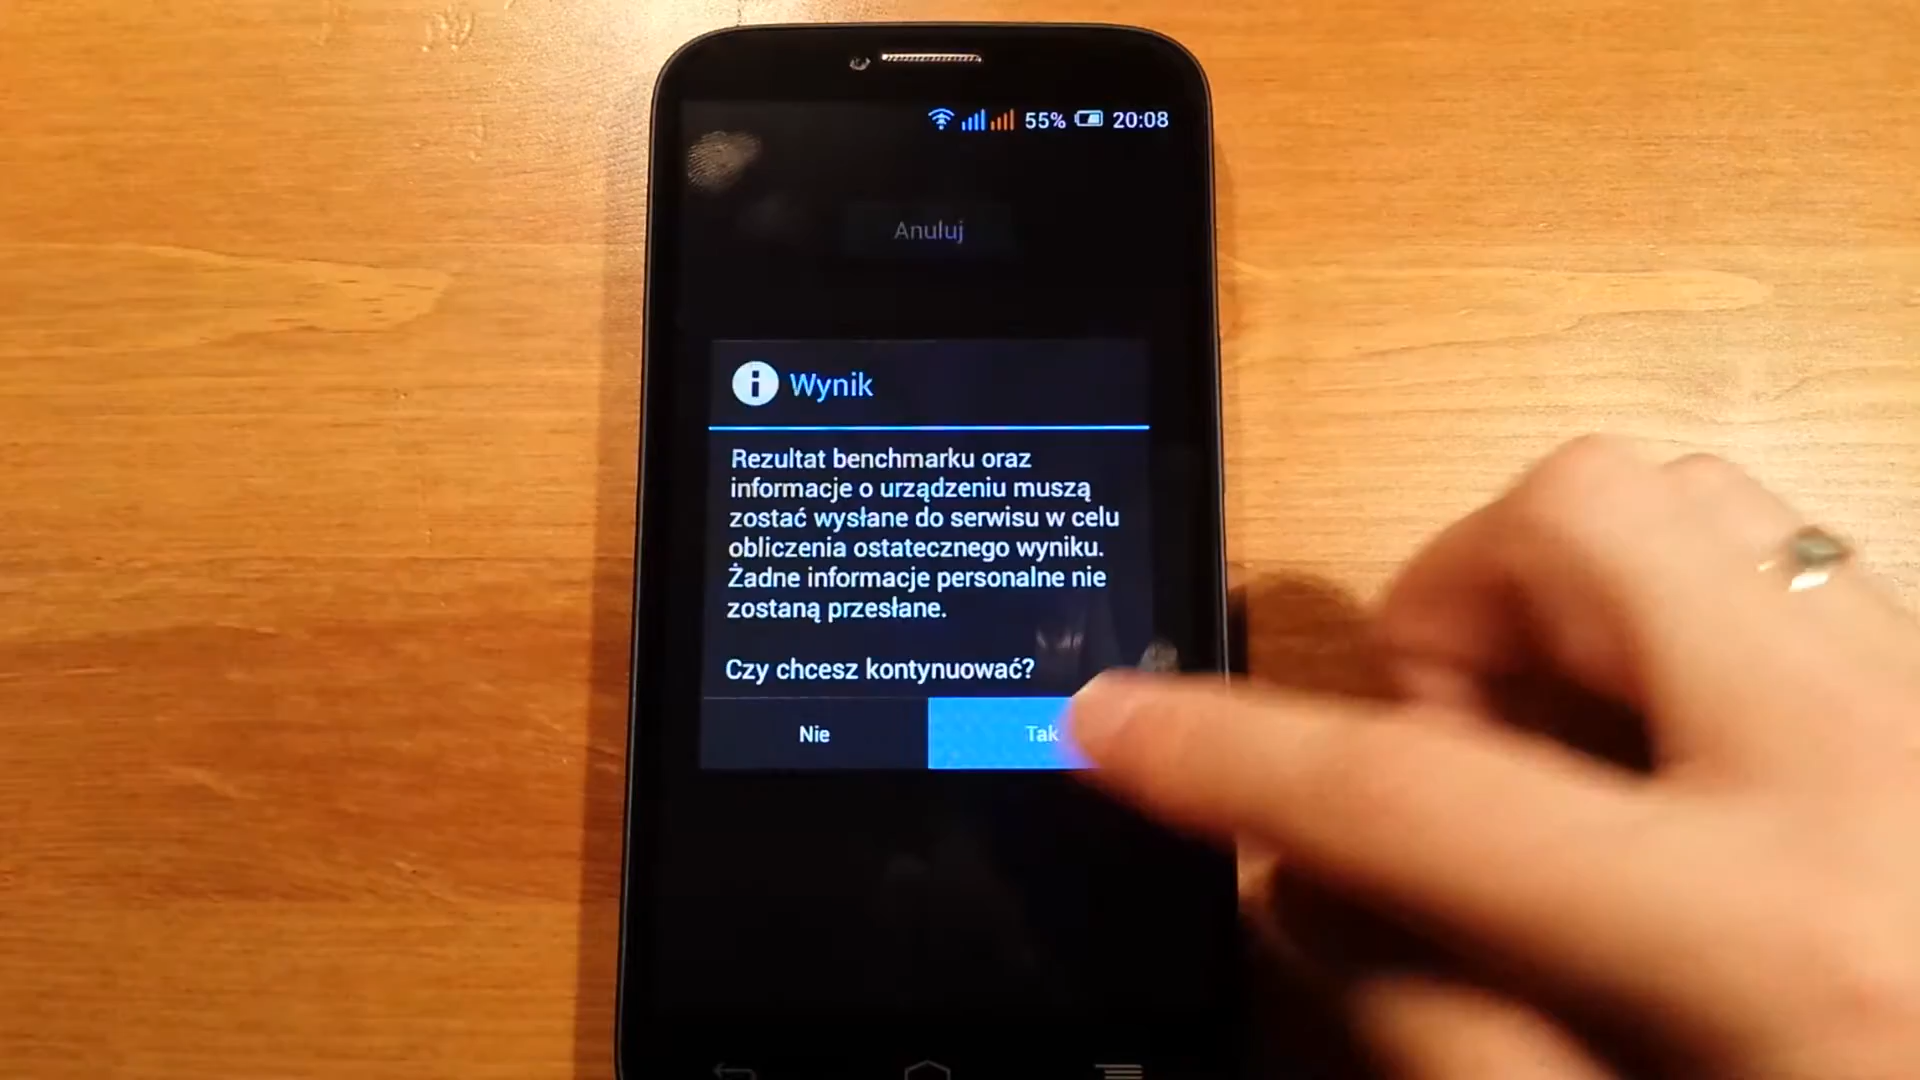 55% 20:08
Anuluj
Wynik
Rezultat benchmarku oraz
informacje o urządzeniu muszą
zostać wysłane do serwisu w celu
obliczenia ostatecznego wyniku.
Żadne informacje personalne nie
zostaną przesłane.
Czy chcesz kontynuować?
Nie
Tak